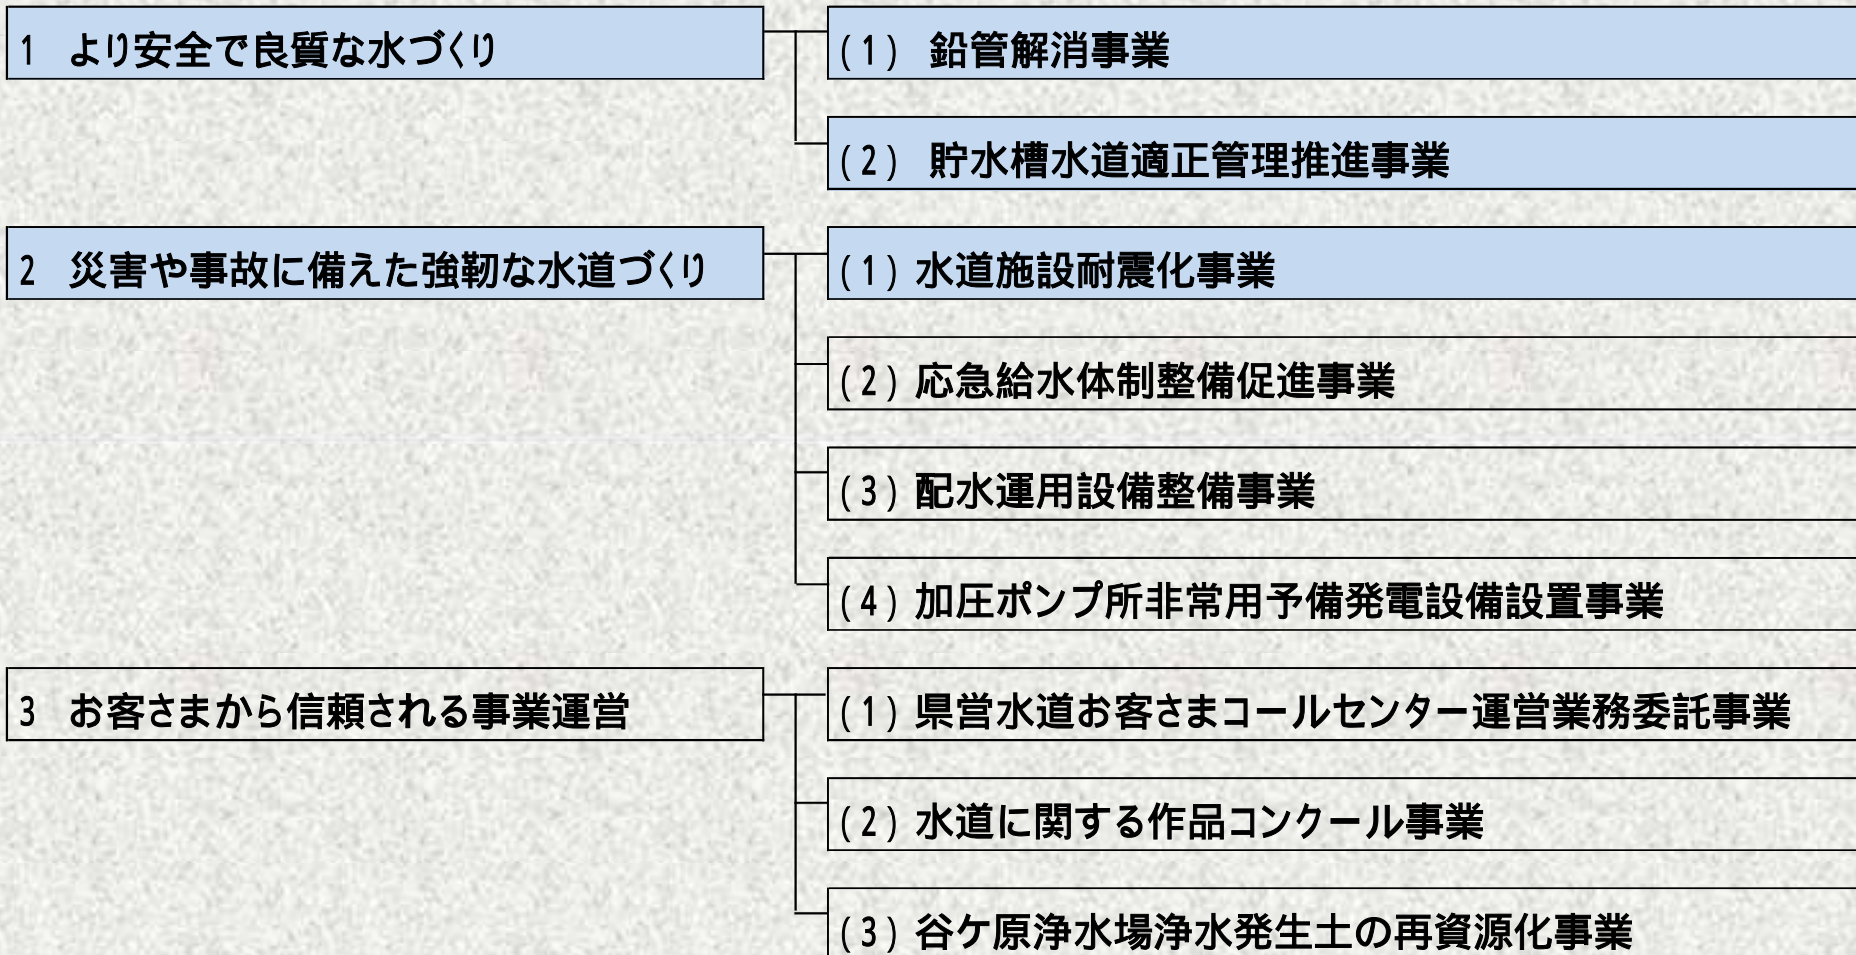 1 より安全で良質な水づくり
(1) 鉛管解消事業
(2) 貯水槽水道適正管理推進事業
2 災害や事故に備えた強靭な水道づくり
(1) 水道施設耐震化事業
(2) 応急給水体制整備促進事業
(3) 配水運用設備整備事業
(4) 加圧ポンプ所非常用予備発電設備設置事業
3 お客さまから信頼される事業運営
(1) 県営水道お客さまコールセンター運営業務委託事業
(2) 水道に関する作品コンクール事業
(3) 谷ケ原浄水場浄水発生土の再資源化事業